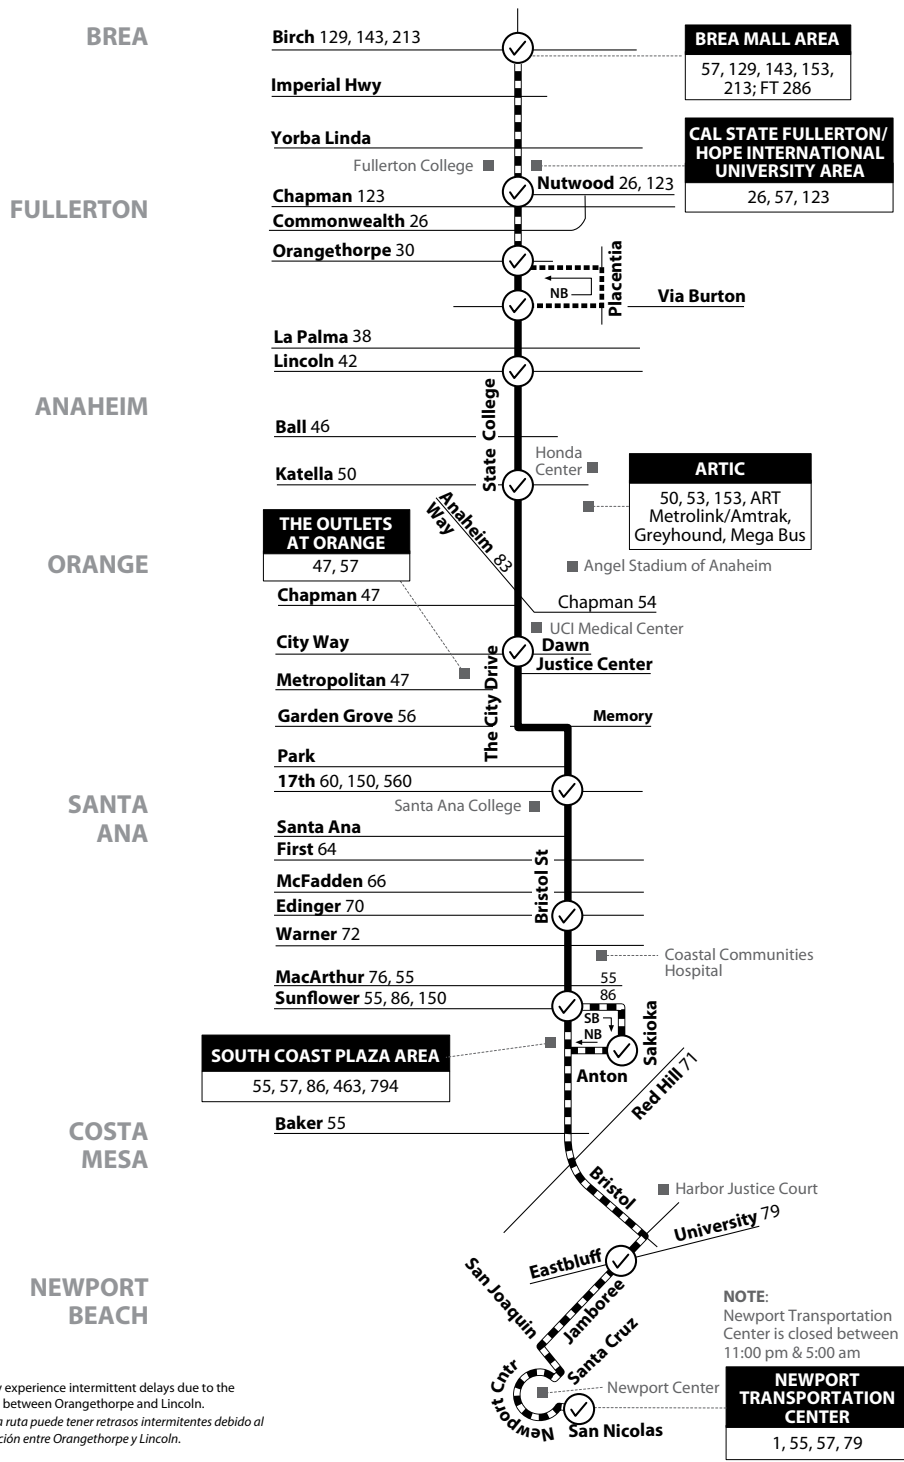 BREA
Birch 129, 143, 213
BREA MALL AREA
57, 129, 143, 153,
213; FT 286
Imperial Hwy
Yorba Linda
Fullerton College
CAL STATE FULLERTON/
HOPE INTERNATIONAL
UNIVERSITY AREA
26, 57, 123
Nutwood 26, 123
FULLERTON
Chapman 123
Commonwealth 26
Orangethorpe 30
NB
Placentia
Via Burton
La Palma 38
Lincoln 42
ANAHEIM
State College
Ball 46
Honda
Center
Katella 50
ARTIC
50, 53, 153, ART
Metrolink/Amtrak,
Greyhound, Mega Bus
Anaheim 83
Way
THE OUTLETS
AT ORANGE
47, 57
ORANGE
Angel Stadium of Anaheim
Chapman 47
Chapman 54
UCI Medical Center
City Way
Dawn
Justice Center
Metropolitan 47
The City Drive
Garden Grove 56
Memory
Park
17th 60, 150, 560
SANTA
ANA
Santa Ana College
Santa Ana
First 64
Bristol St
McFadden 66
Edinger 70
Warner 72
Coastal Communities
Hospital
MacArthur 76, 55
55
Sunflower 55, 86, 150
86
SB
NB
Sakioka
Anton
SOUTH COAST PLAZA AREA
55, 57, 86, 463, 794
Red Hill 71
COSTA
MESA
Baker 55
Bristol
Harbor Justice Court
University 79
Eastbluff
San Joaquin
Jamboree
NEWPORT
BEACH
Santa Cruz
NOTE:
Newport Transportation
Center is closed between
11:00 pm & 5:00 am
Newport Cntr
Newport Center
San Nicolas
NEWPORT
TRANSPORTATION
CENTER
1, 55, 57, 79
experience intermittent delays due to the
between Orangethorpe and Lincoln.
ruta puede tener retrasos intermitentes debido al
entre Orangethorpe y Lincoln.